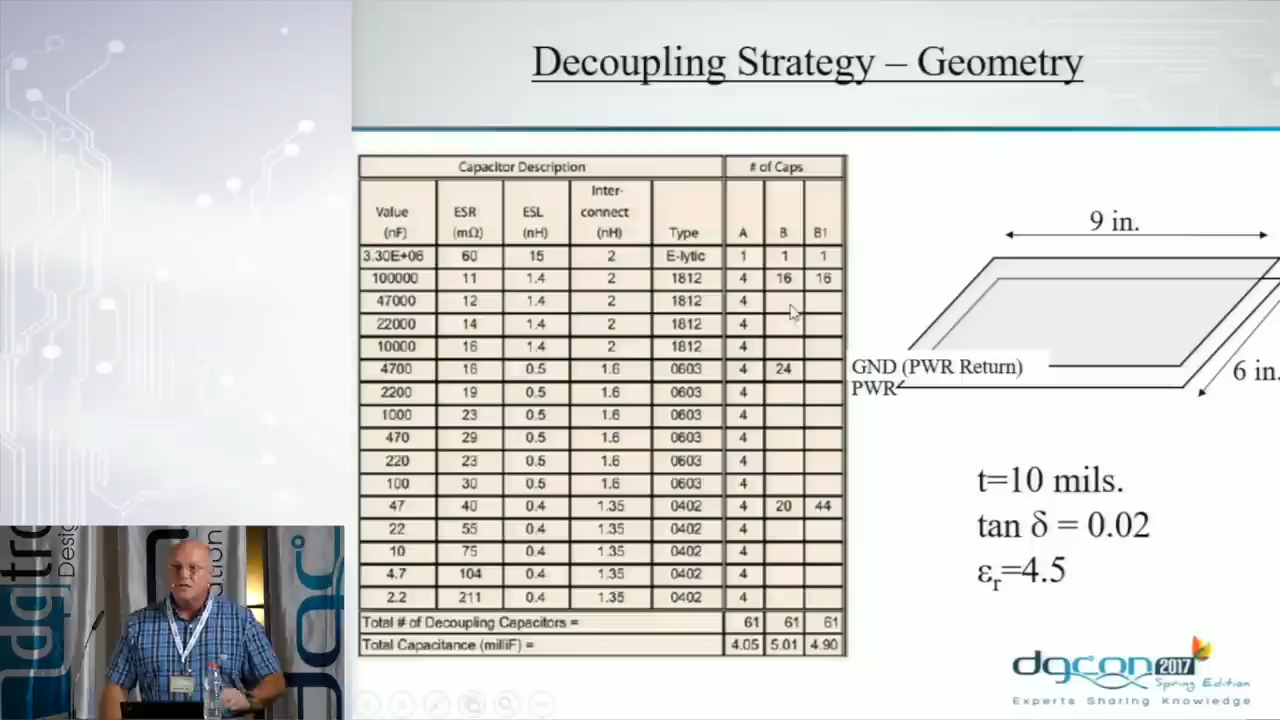 Decoupling Strategy – Geometry
Capacitor Description # of Caps
Value (nF) ESR (mΩ) ESL (nH) Inter-connect (nH) Type A B B1
3.30E+06 60 15 2 E-lytic 1 1 1
100000 11 1.4 2 1812 4 16 16
47000 12 1.4 2 1812 4
22000 14 1.4 2 1812 4
10000 16 1.4 2 1812 4
4700 16 0.5 1.6 0603 4 24
2200 19 0.5 1.6 0603 4
1000 23 0.5 1.6 0603 4
470 29 0.5 1.6 0603 4
220 23 0.5 1.6 0603 4
100 30 0.5 1.6 0603 4
47 40 0.4 1.35 0402 4 20 44
22 55 0.4 1.35 0402 4
10 75 0.4 1.35 0402 4
4.7 104 0.4 1.35 0402 4
2.2 211 0.4 1.35 0402 4
Total # of Decoupling Capacitors = 61 61 61
Total Capacitance (milliF) = 4.05 5.01 4.90
9 in.
GND (PWR Return)
PWR
6 in.
t=10 mils.
tan δ = 0.02
εr=4.5
dgcon 2017
Spring Edition
Experts Sharing Knowledge
dgtro
Desig